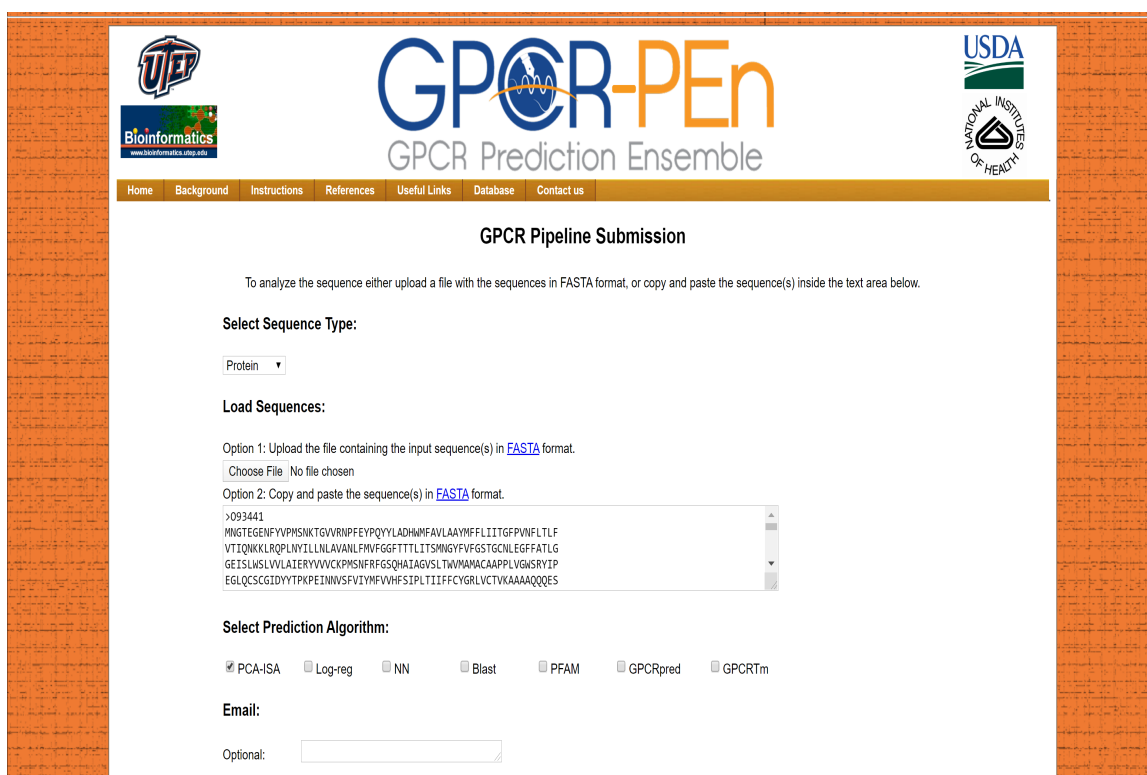 UTEP
Bioinformatics
www.bioinformatics.utep.edu
GPCR-PEn
GPCR Prediction Ensemble
USDA
NATIONAL INSTITUTES OF HEALTH
Home Background Instructions References Useful Links Database Contact us
GPCR Pipeline Submission
To analyze the sequence either upload a file with the sequences in FASTA format, or copy and paste the sequence(s) inside the text area below.
Select Sequence Type:
Protein
Load Sequences:
Option 1: Upload the file containing the input sequence(s) in FASTA format.
Choose File No file chosen
Option 2: Copy and paste the sequence(s) in FASTA format.
>O93441
MNGTEGENFYVPMSNKTGVVRNPFEYPQYYLADHWMFAVLAAYMFFLIITGFPVNFLTLF
VTIQNKKLRQPLNYILLNLAVANLFMVFGGFTTTLITSMNGYFVFGSTGCNLEGFFATLG
GEISLWSLVVLAIERYVVVCKPMSNFRFGSQHAIAGVSLTWVMAMACAAPPLVGWSRYIP
EGLQCSCGIDYYTPKPEINNVSFVIYMFVVHFSIPLTIIFFCYGRLVCTVKAAAAQQQES
Select Prediction Algorithm:
PCA-ISA Log-reg NN Blast PFAM GPCRpred GPCRTm
Email:
Optional: